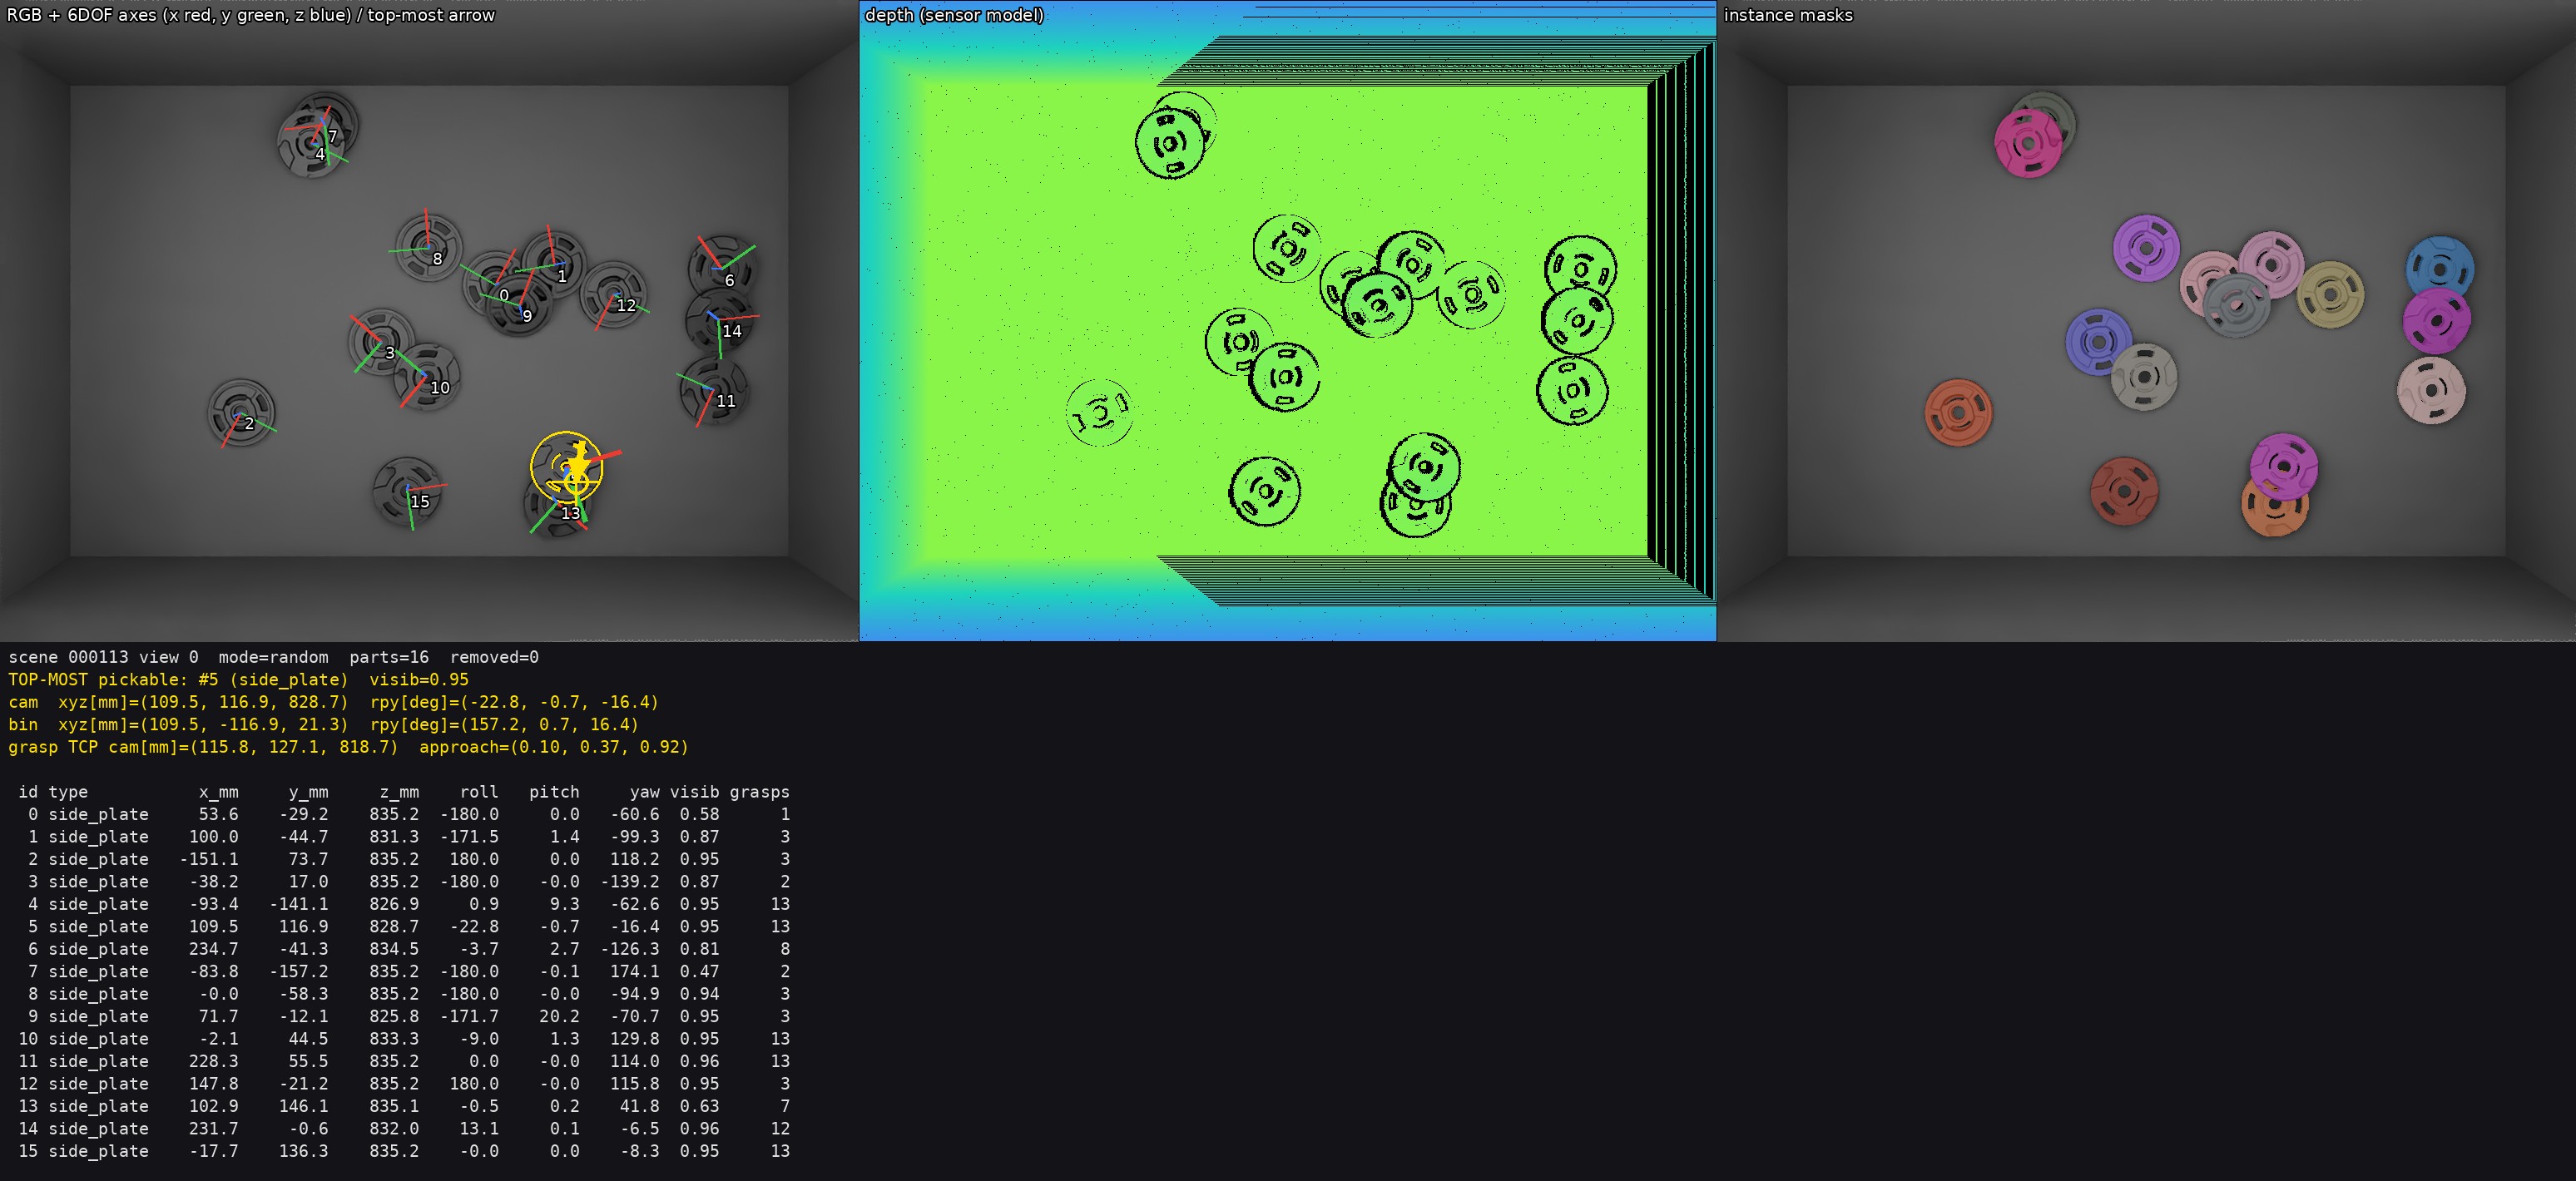 RGB + 6DOF axes (x red, y green, z blue) / top-most arrow
depth (sensor model)
instance masks
7
4
8
1
0
9
12
6
14
3
10
11
2
15
13
scene 000113 view 0  mode=random  parts=16  removed=0
TOP-MOST pickable: #5 (side_plate)  visib=0.95
cam  xyz[mm]=(109.5, 116.9, 828.7)  rpy[deg]=(-22.8, -0.7, -16.4)
bin  xyz[mm]=(109.5, -116.9, 21.3)  rpy[deg]=(157.2, 0.7, 16.4)
grasp TCP cam[mm]=(115.8, 127.1, 818.7)  approach=(0.10, 0.37, 0.92)
id type x_mm y_mm z_mm roll pitch yaw visib grasps
0 side_plate 53.6 -29.2 835.2 -180.0 0.0 -60.6 0.58 1
1 side_plate 100.0 -44.7 831.3 -171.5 1.4 -99.3 0.87 3
2 side_plate -151.1 73.7 835.2 180.0 0.0 118.2 0.95 3
3 side_plate -38.2 17.0 835.2 -180.0 -0.0 -139.2 0.87 2
4 side_plate -93.4 -141.1 826.9 0.9 9.3 -62.6 0.95 13
5 side_plate 109.5 116.9 828.7 -22.8 -0.7 -16.4 0.95 13
6 side_plate 234.7 -41.3 834.5 -3.7 2.7 -126.3 0.81 8
7 side_plate -83.8 -157.2 835.2 -180.0 -0.1 174.1 0.47 2
8 side_plate -0.0 -58.3 835.2 -180.0 -0.0 -94.9 0.94 3
9 side_plate 71.7 -12.1 825.8 -171.7 20.2 -70.7 0.95 3
10 side_plate -2.1 44.5 833.3 -9.0 1.3 129.8 0.95 13
11 side_plate 228.3 55.5 835.2 0.0 -0.0 114.0 0.96 13
12 side_plate 147.8 -21.2 835.2 180.0 -0.0 115.8 0.95 3
13 side_plate 102.9 146.1 835.1 -0.5 0.2 41.8 0.63 7
14 side_plate 231.7 -0.6 832.0 13.1 0.1 -6.5 0.96 12
15 side_plate -17.7 136.3 835.2 -0.0 0.0 -8.3 0.95 13